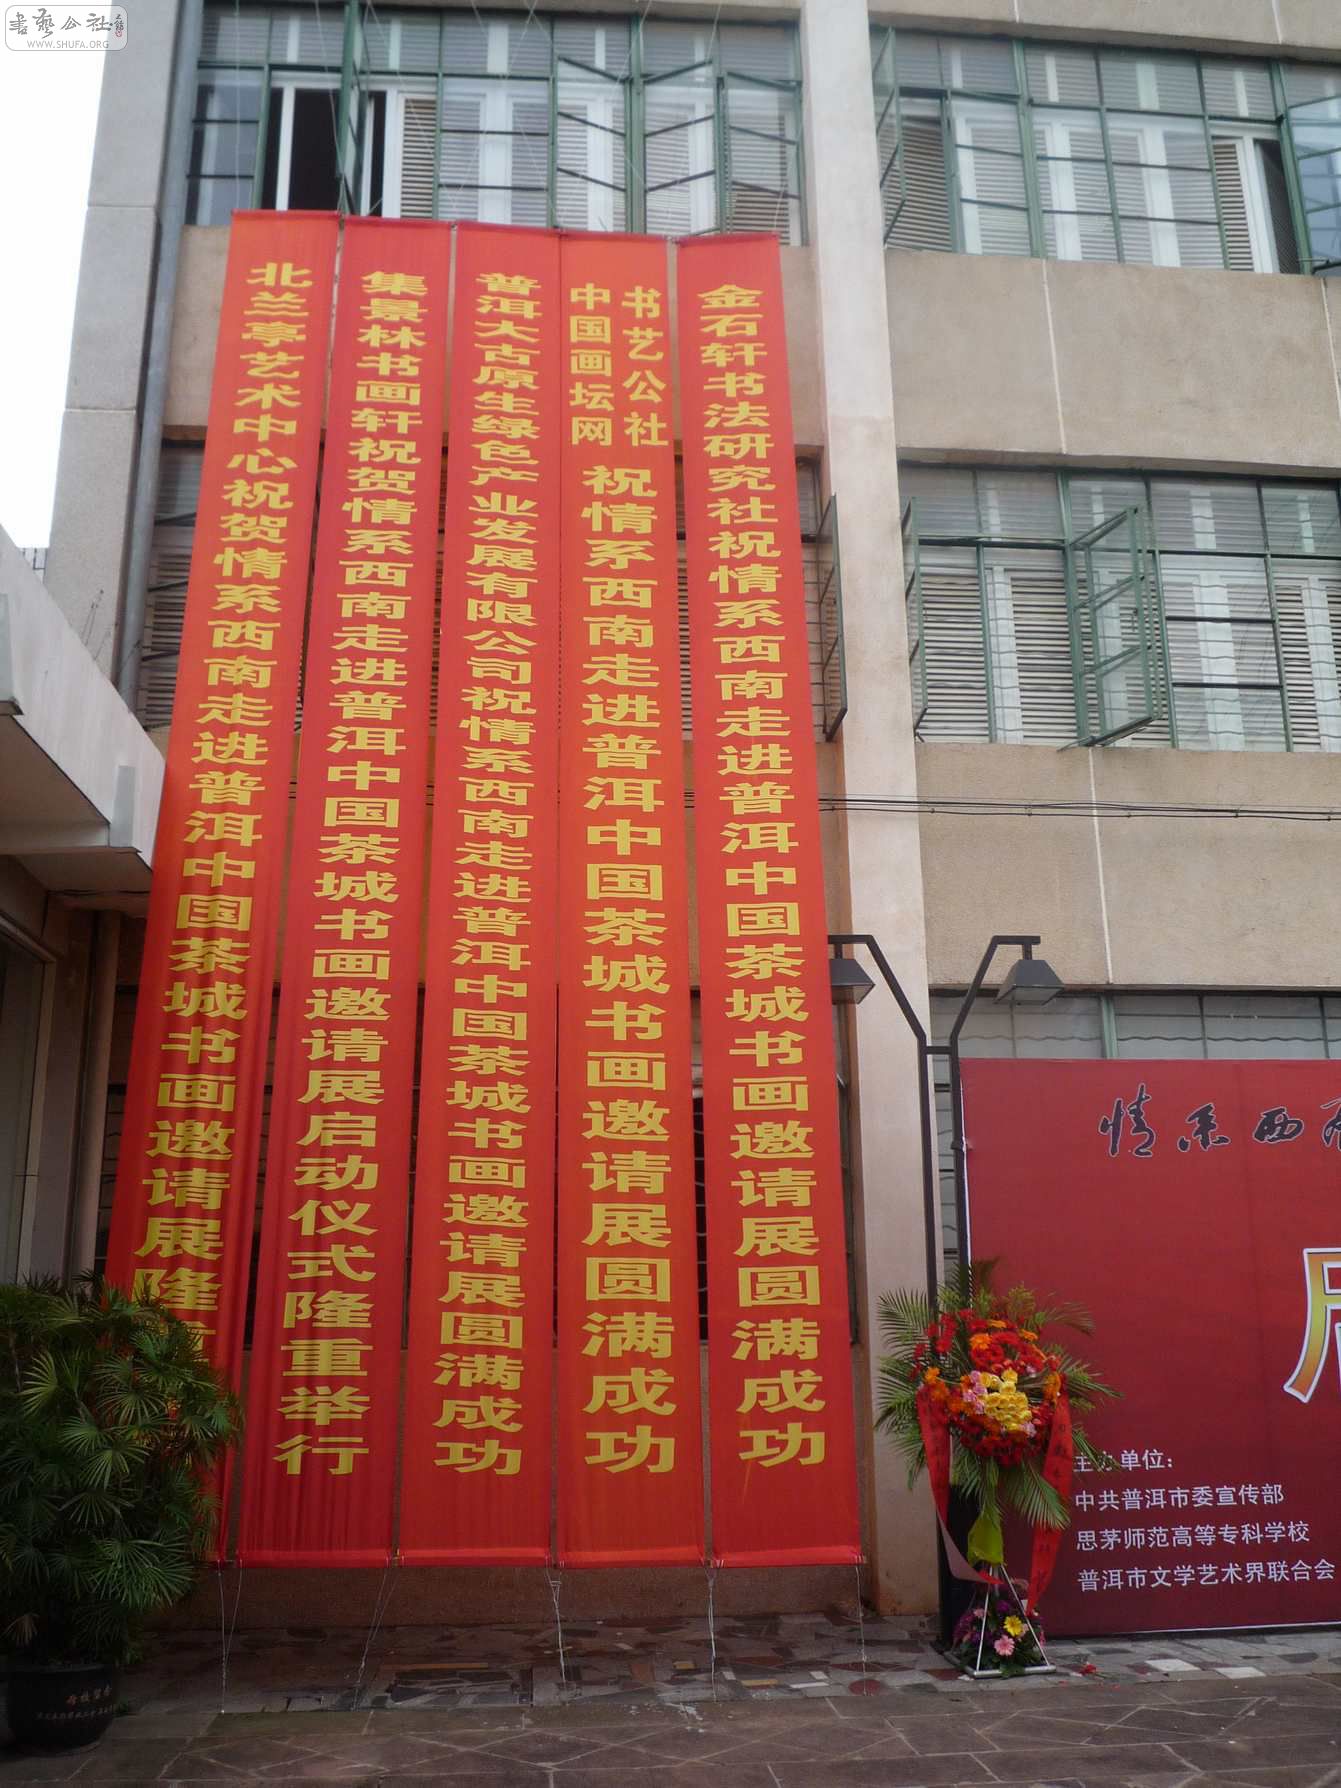 書藝公社
WWW.SHUFA.ORG
北兰亭艺术中心祝贺情系西南走进普洱中国茶城书画邀请展隆
集景林书画轩祝贺情系西南走进普洱中国茶城书画邀请展启动仪式隆重举行
普洱大古原生绿色产业发展有限公司祝情系西南走进普洱中国茶城书画邀请展圆满成功
中国画坛网
书艺公社
祝情系西南走进普洱中国茶城书画邀请展圆满成功
金石轩书法研究社祝情系西南走进普洱中国茶城书画邀请展圆满成功
情系西
主办单位：
中共普洱市委宣传部
思茅师范高等专科学校
普洱市文学艺术界联合会